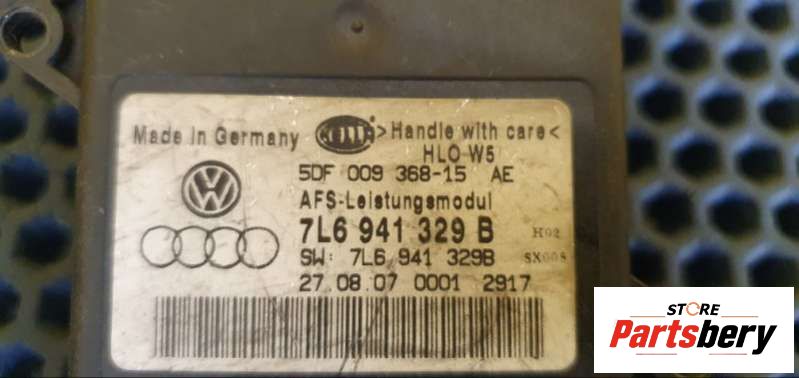 Made in Germany HELLA >Handle with care<
HLO W5
5DF 009 368-15 AE
AFS-Leistungsmodul
7L6 941 329 B H02
SW: 7L6 941 329B SX008
27.08.07 0001 2917
STORE
Partsbery